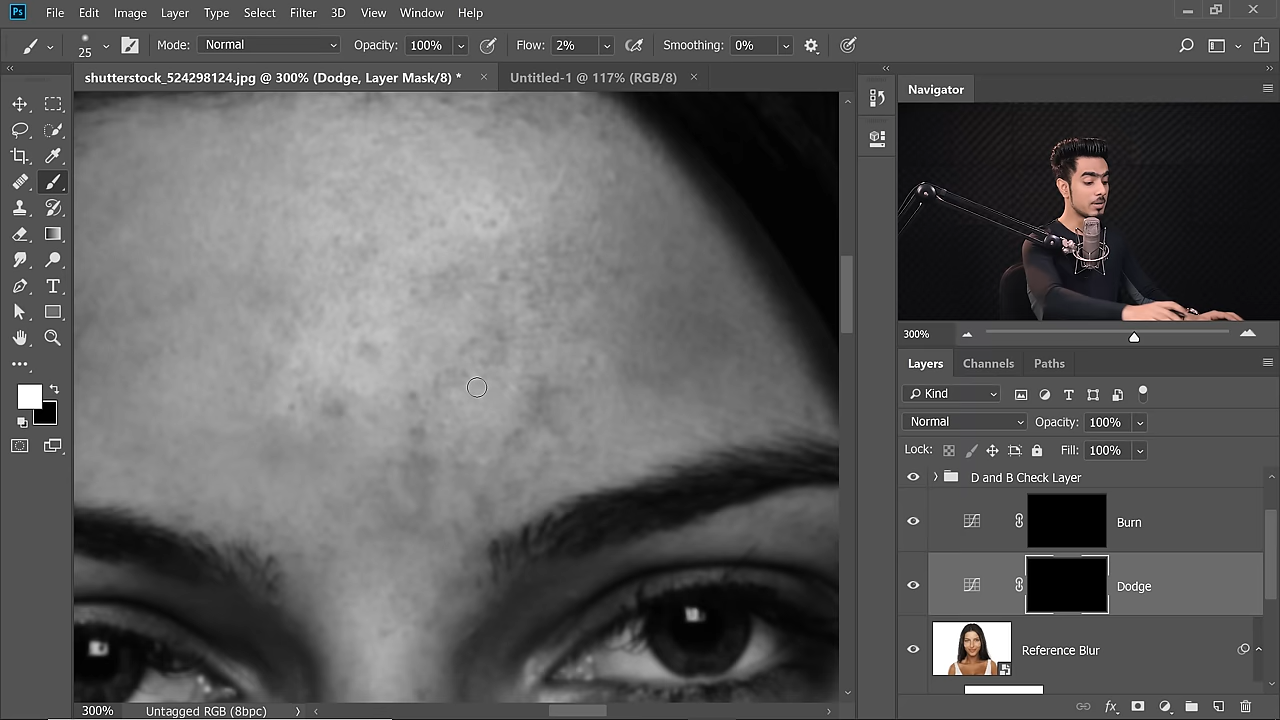 Ps File Edit Image Layer Type Select Filter 3D View Window Help
25 Mode: Normal Opacity: 100% Flow: 2% Smoothing: 0%
shutterstock_524298124.jpg @ 300% (Dodge, Layer Mask/8) * × Untitled-1 @ 117% (RGB/8) ×
Navigator
300%
Layers Channels Paths
Kind
Normal Opacity: 100%
Lock: Fill: 100%
D and B Check Layer
Burn
Dodge
Reference Blur
300% Untagged RGB (8bpc)
fx